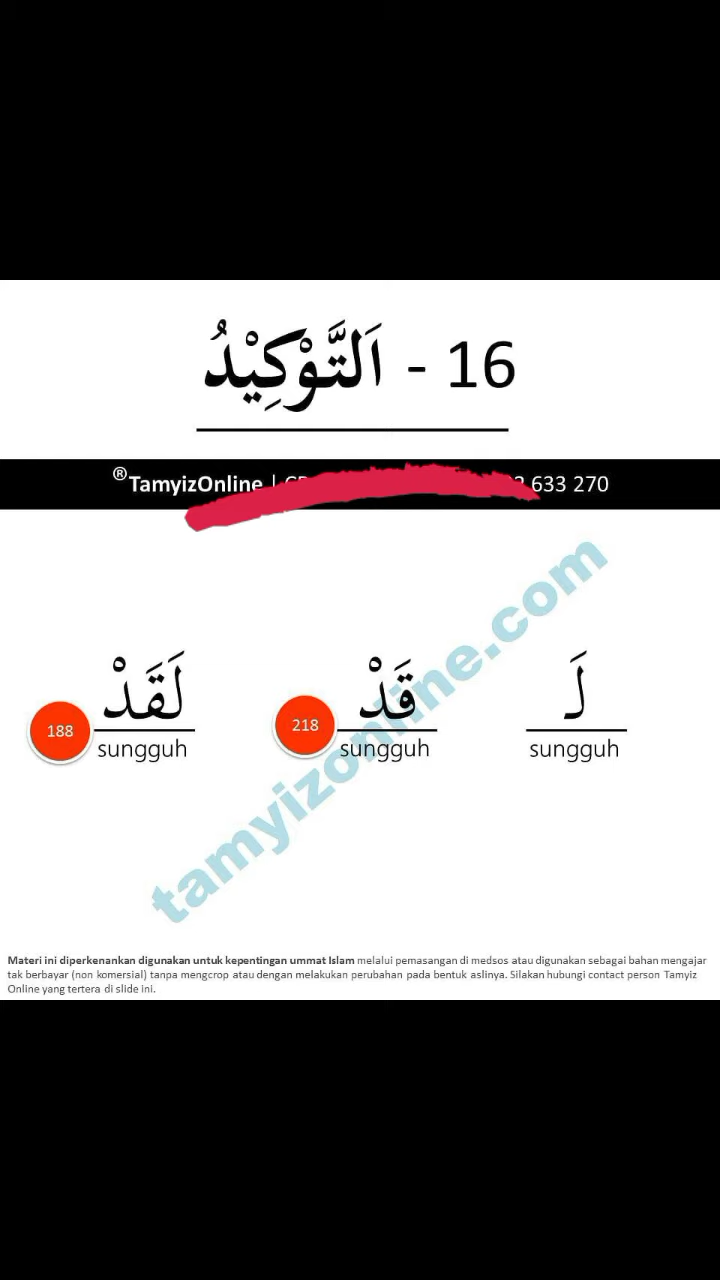 16 - اَلتَّوْكِيْدُ
®TamyizOnline |
633 270
لَـ قَدْ لَقَدْ
218 188
sungguh sungguh sungguh
tamyizonline.com
Materi ini diperkenankan digunakan untuk kepentingan ummat Islam melalui pemasangan di medsos atau digunakan sebagai bahan mengajar
tak berbayar (non komersial) tanpa mengcrop atau dengan melakukan perubahan pada bentuk aslinya. Silakan hubungi contact person Tamyiz
Online yang tertera di slide ini.